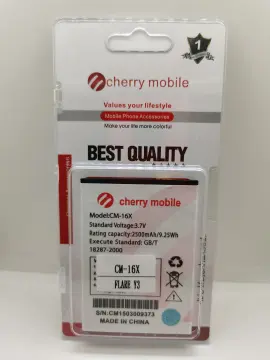 1
cherry mobile
Values your lifestyle
Mobile Phone Accessories
Make your life more colorful
BEST QUALITY
cherry mobile
Model:CM-16X
Standard Voltage:3.7V
Rating capacity:2500mAh/9.25Wh
Execute Standard: GB/T
18287-2000
CM-16X
FLARE Y3
S/N:CM1503009373
MADE IN CHINA